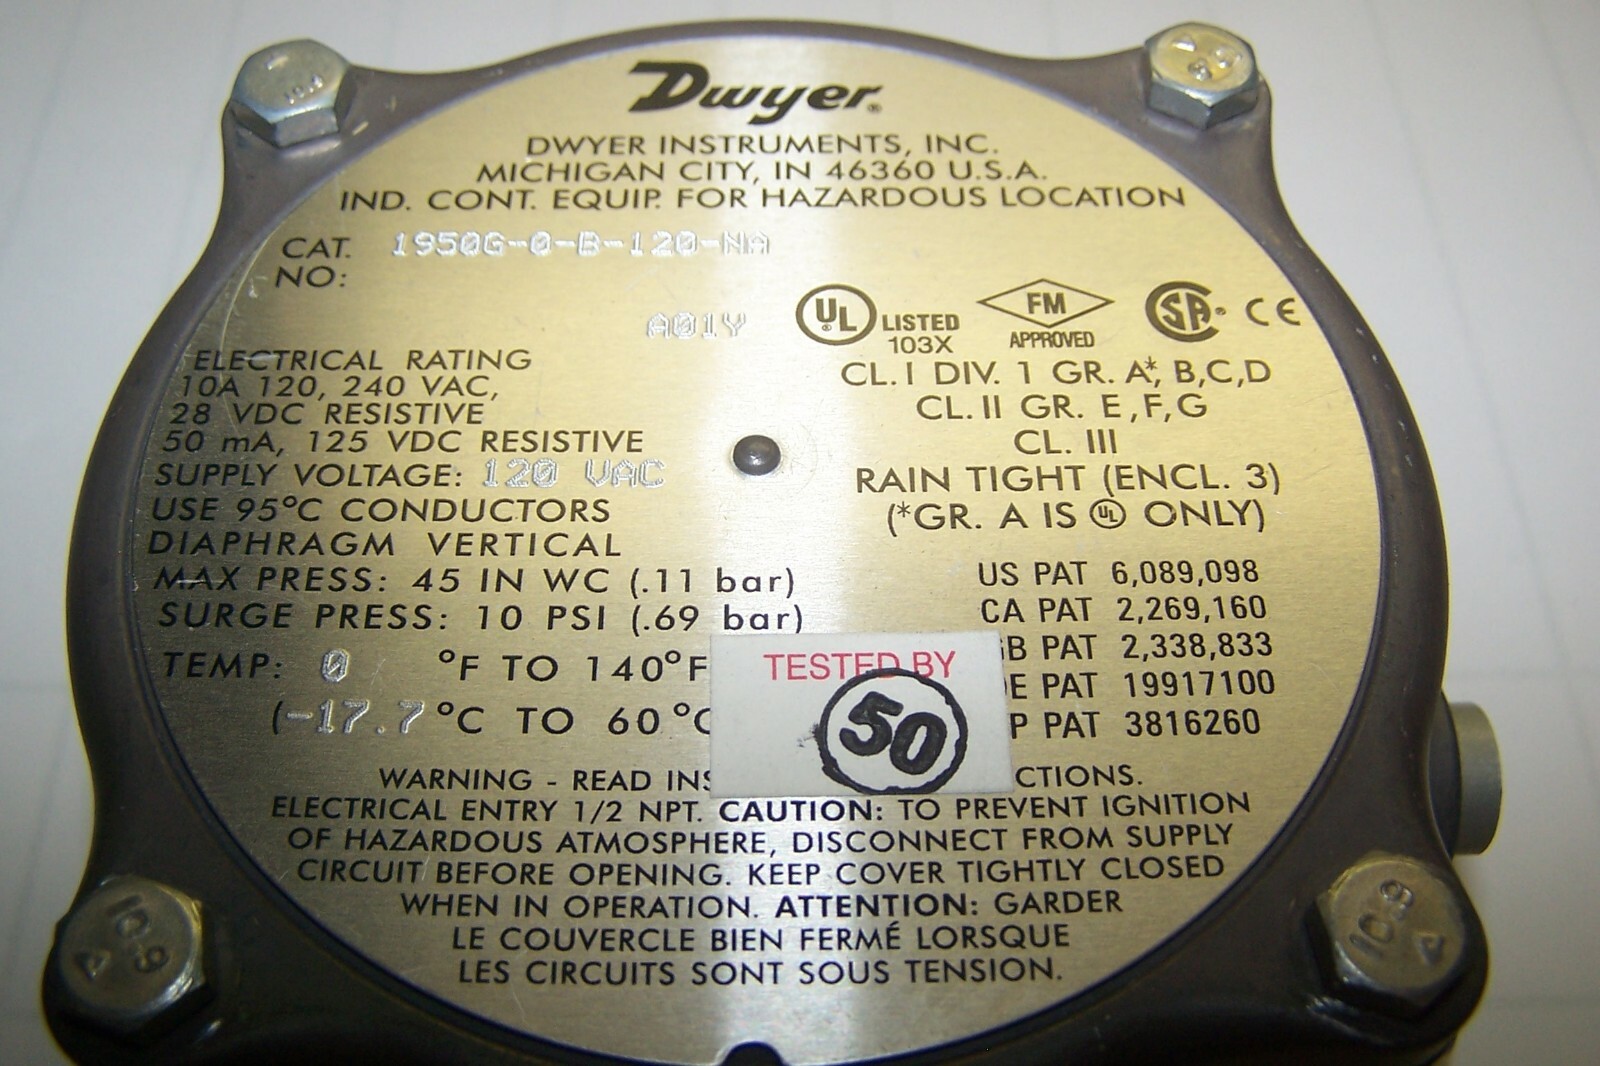 Dwyer®
DWYER INSTRUMENTS, INC.
MICHIGAN CITY, IN 46360 U.S.A.
IND. CONT. EQUIP. FOR HAZARDOUS LOCATION
CAT. NO: 1950G-0-B-120-NA
A01Y
UL® LISTED 103X
FM APPROVED
SA® CE
ELECTRICAL RATING
10A 120, 240 VAC,
28 VDC RESISTIVE
50 mA, 125 VDC RESISTIVE
SUPPLY VOLTAGE: 120 VAC
USE 95°C CONDUCTORS
DIAPHRAGM VERTICAL
MAX PRESS: 45 IN WC (.11 bar)
SURGE PRESS: 10 PSI (.69 bar)
TEMP: 0 °F TO 140°F
(-17.7 °C TO 60°C
CL. I DIV. 1 GR. A*, B,C,D
CL. II GR. E,F,G
CL. III
RAIN TIGHT (ENCL. 3)
(*GR. A IS UL ONLY)
US PAT 6,089,098
CA PAT 2,269,160
GB PAT 2,338,833
E PAT 19917100
P PAT 3816260
TESTED BY
50
WARNING - READ INS CTIONS.
ELECTRICAL ENTRY 1/2 NPT. CAUTION: TO PREVENT IGNITION
OF HAZARDOUS ATMOSPHERE, DISCONNECT FROM SUPPLY
CIRCUIT BEFORE OPENING. KEEP COVER TIGHTLY CLOSED
WHEN IN OPERATION. ATTENTION: GARDER
LE COUVERCLE BIEN FERMÉ LORSQUE
LES CIRCUITS SONT SOUS TENSION.
10.9
10.9